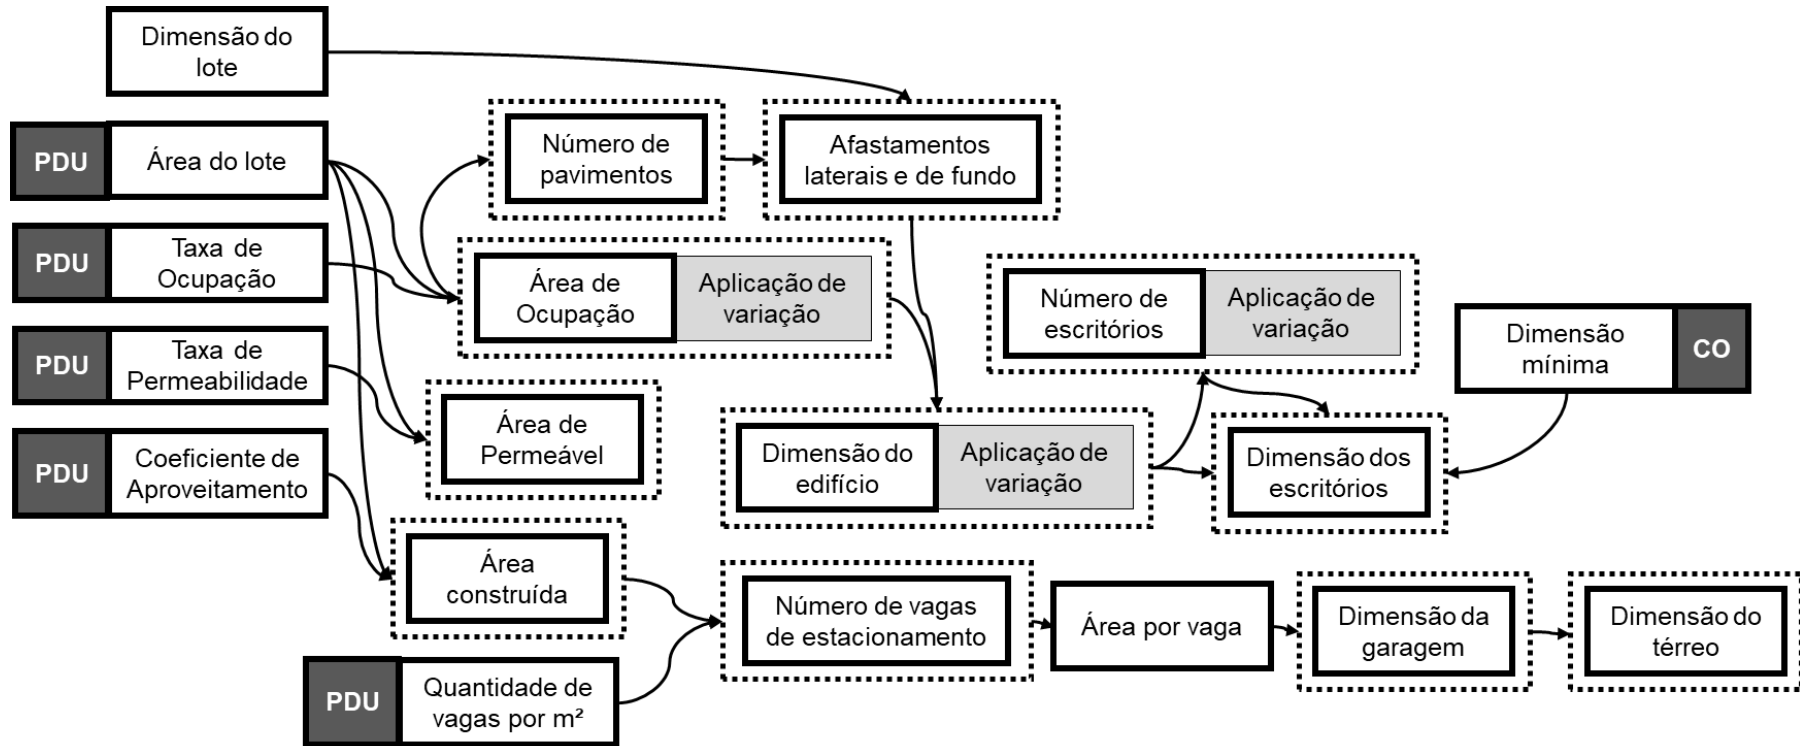 Dimensão do
lote
PDU
Área do lote
Número de
pavimentos
Afastamentos
laterais e de fundo
PDU
Taxa de
Ocupação
Área de
Ocupação
Aplicação de
variação
Número de
escritórios
Aplicação de
variação
Dimensão
mínima
CO
PDU
Taxa de
Permeabilidade
Área de
Permeável
Dimensão do
edifício
Aplicação de
variação
Dimensão dos
escritórios
PDU
Coeficiente de
Aproveitamento
Área
construída
Número de vagas
de estacionamento
Área por vaga
Dimensão da
garagem
Dimensão do
térreo
PDU
Quantidade de
vagas por m²